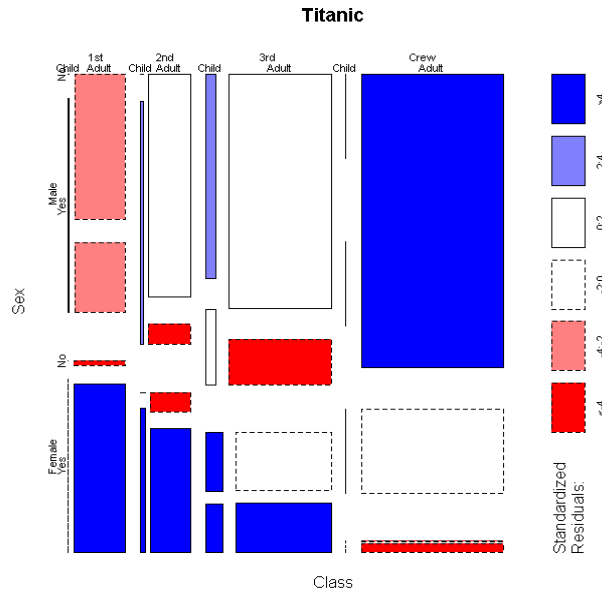 Titanic
1st 2nd 3rd Crew
Child Adult Child Adult Child Adult Child Adult
No
Male
Yes
No
Female
Yes
Sex
Class
>4
2:4
0:2
-2:0
-4:-2
<-4
Standardized
Residuals: